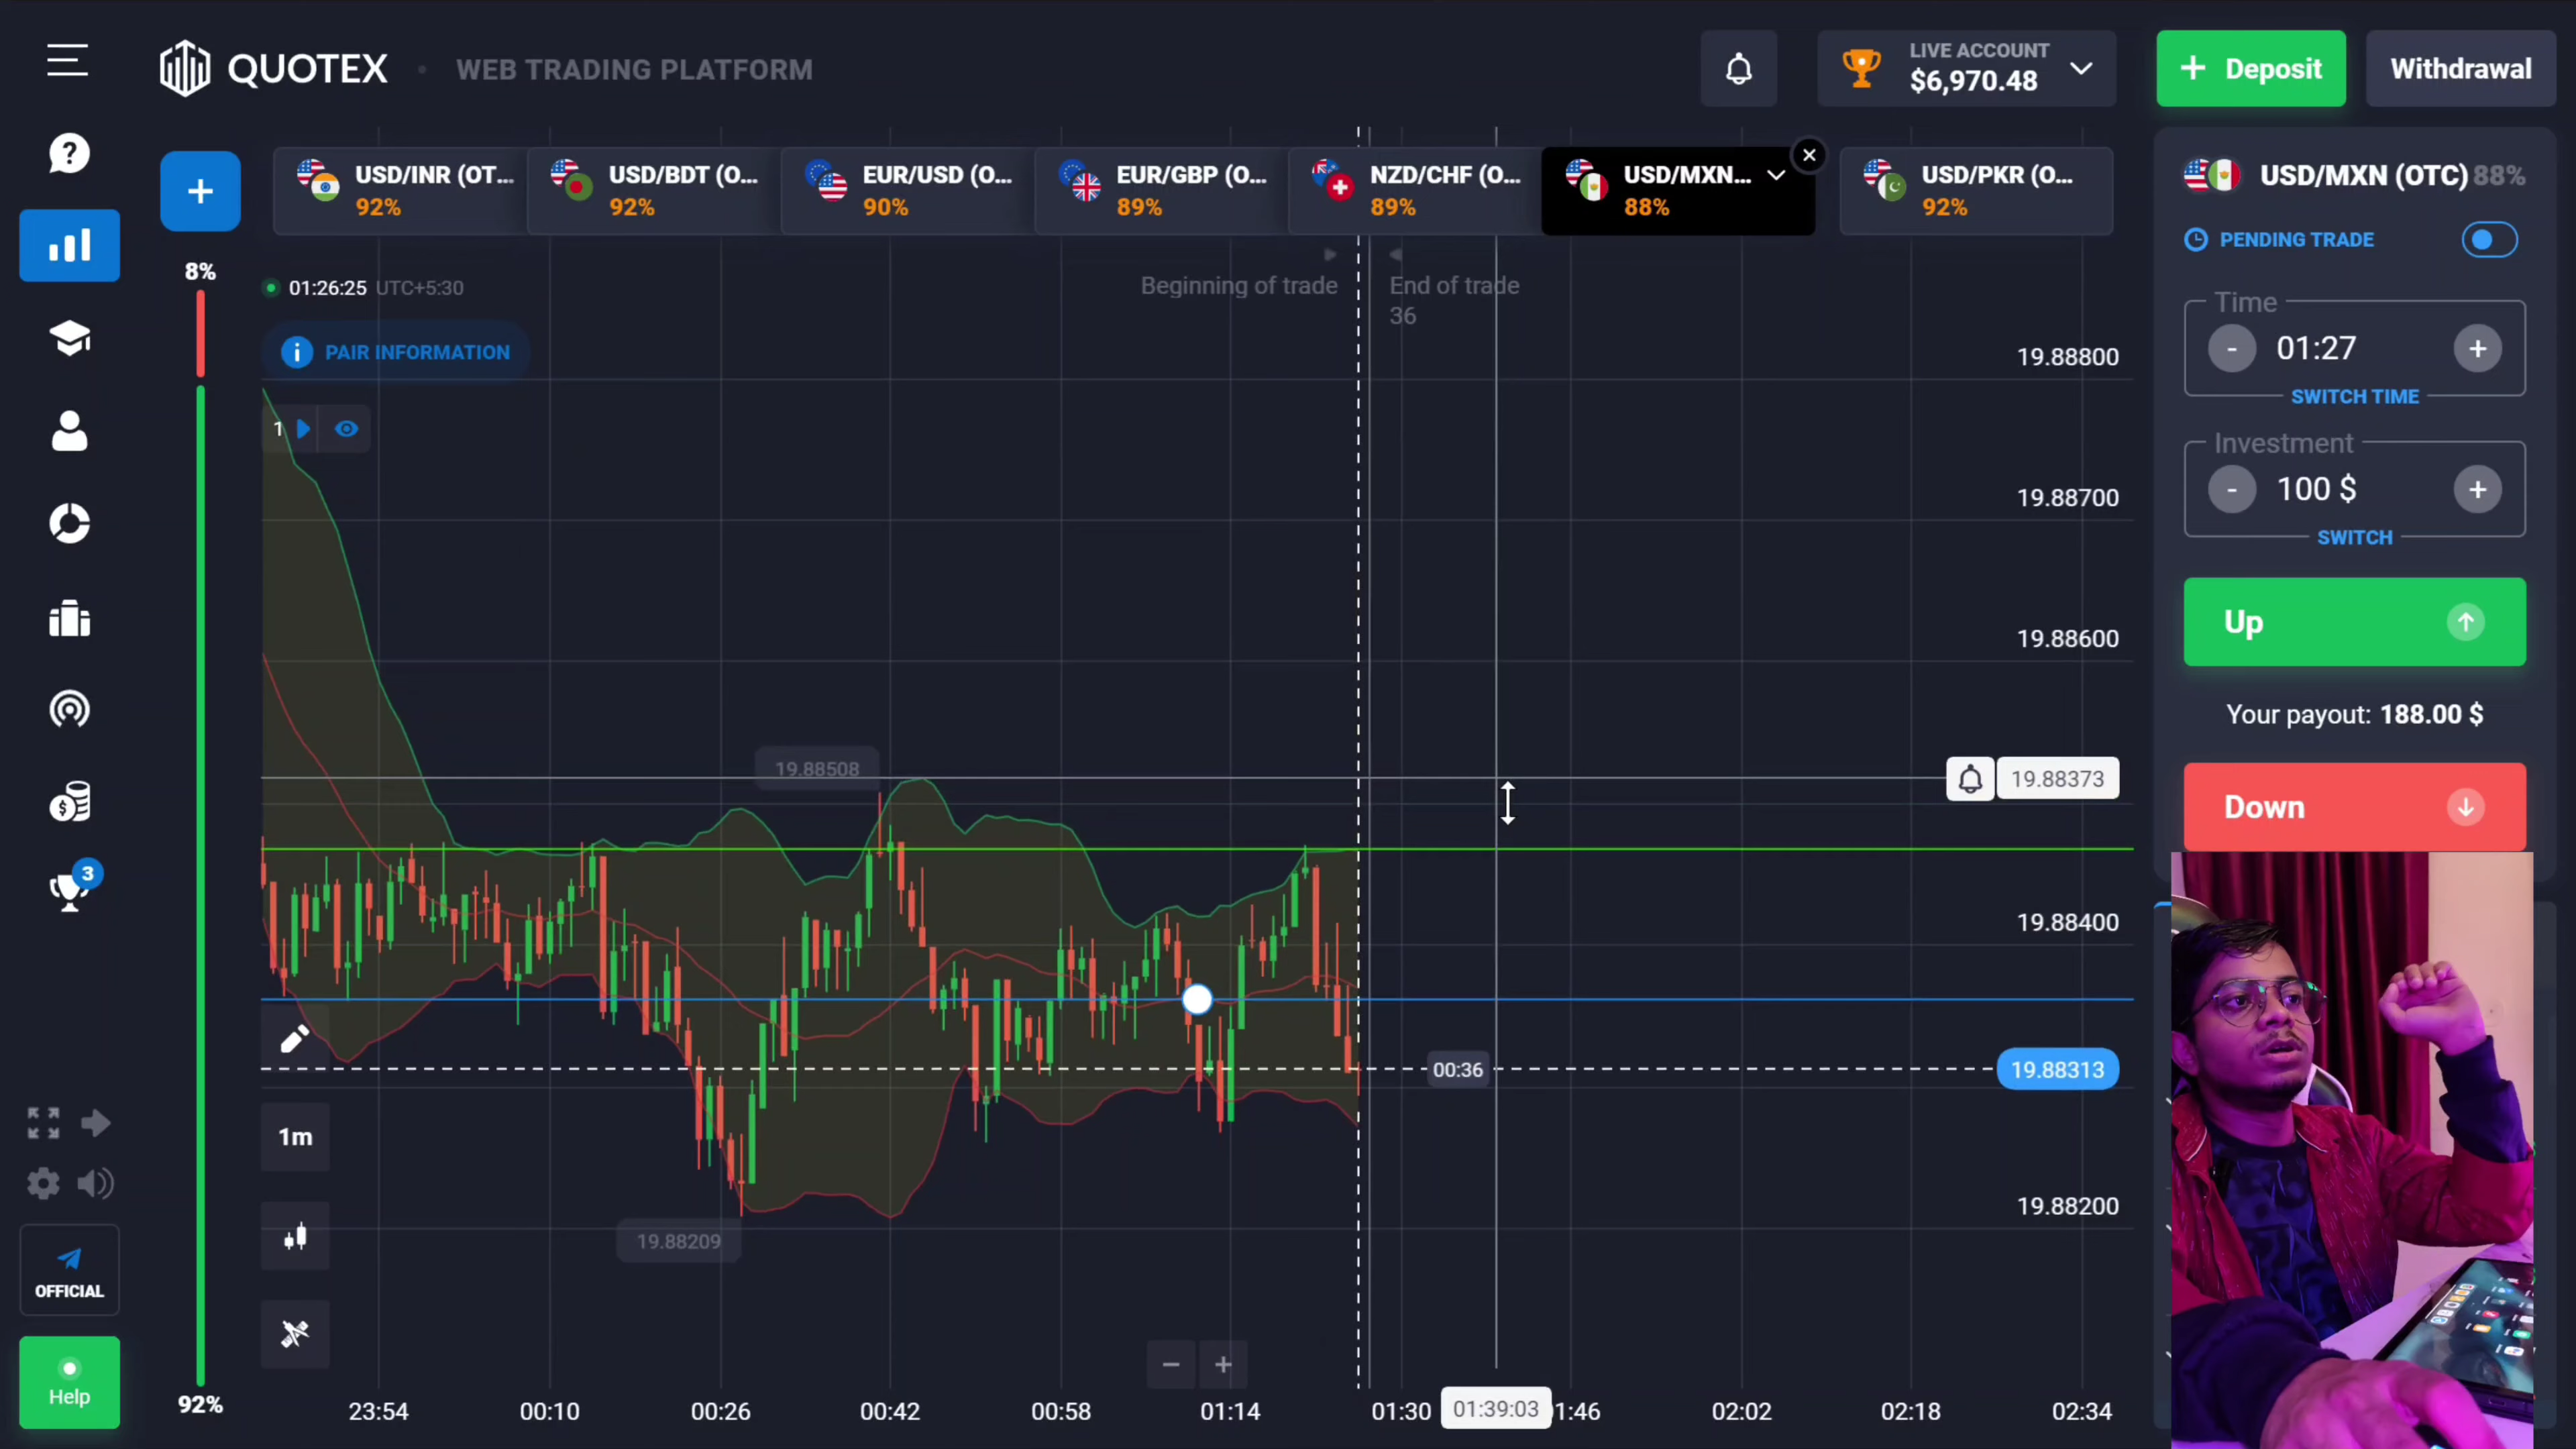 QUOTEX • WEB TRADING PLATFORM
LIVE ACCOUNT
$6,970.48
+ Deposit
Withdrawal
USD/INR (OT...
92%
USD/BDT (O...
92%
EUR/USD (O...
90%
EUR/GBP (O...
89%
NZD/CHF (O...
89%
USD/MXN...
88%
USD/PKR (O...
92%
USD/MXN (OTC) 88%
PENDING TRADE
Time
- 01:27 +
SWITCH TIME
Investment
- 100 $ +
SWITCH
Up
Your payout: 188.00 $
Down
8%
92%
01:26:25 UTC+5:30
PAIR INFORMATION
1
Beginning of trade
End of trade
36
19.88800
19.88700
19.88600
19.88508
19.88373
19.88400
00:36
19.88313
19.88200
19.88209
1m
3
OFFICIAL
Help
23:54
00:10
00:26
00:42
00:58
01:14
01:30
01:39:03
1:46
02:02
02:18
02:34